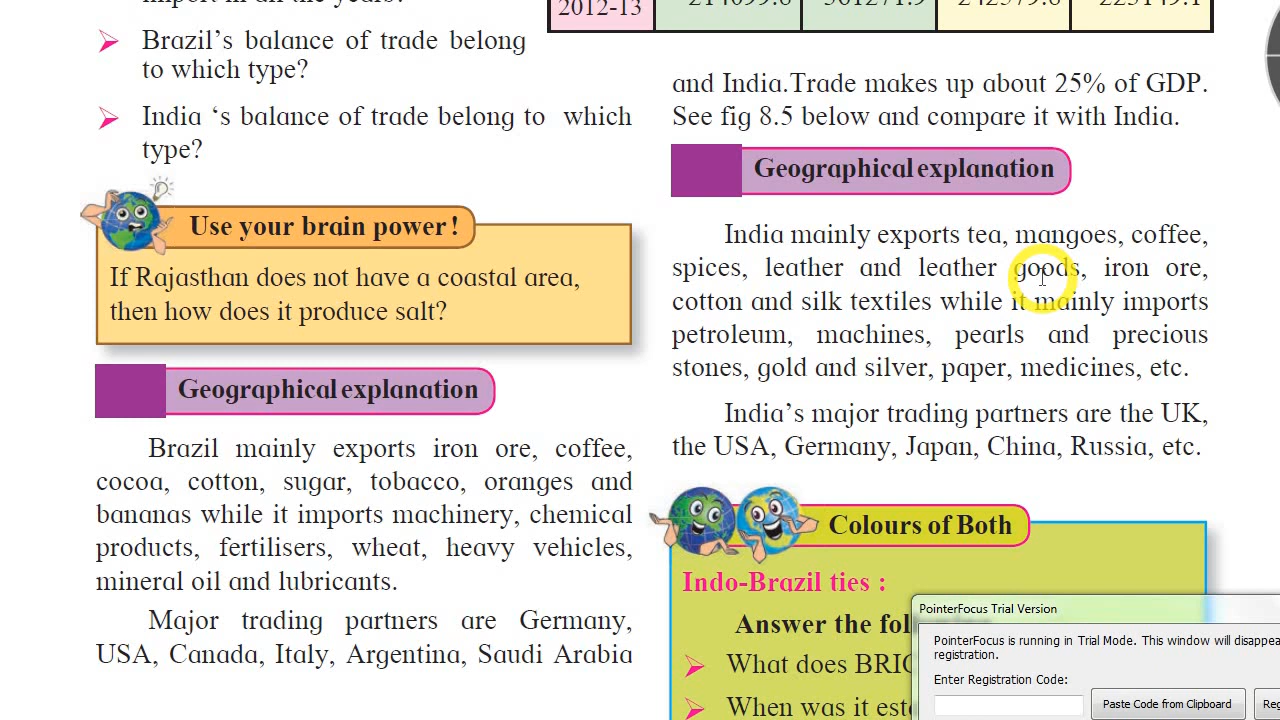 2012-13
Brazil's balance of trade belong
to which type?
India 's balance of trade belong to which
type?
Use your brain power!
If Rajasthan does not have a coastal area,
then how does it produce salt?
Geographical explanation
Brazil mainly exports iron ore, coffee,
cocoa, cotton, sugar, tobacco, oranges and
bananas while it imports machinery, chemical
products, fertilisers, wheat, heavy vehicles,
mineral oil and lubricants.
Major trading partners are Germany,
USA, Canada, Italy, Argentina, Saudi Arabia
and India.Trade makes up about 25% of GDP.
See fig 8.5 below and compare it with India.
Geographical explanation
India mainly exports tea, mangoes, coffee,
spices, leather and leather goods, iron ore,
cotton and silk textiles while it mainly imports
petroleum, machines, pearls and precious
stones, gold and silver, paper, medicines, etc.
India's major trading partners are the UK,
the USA, Germany, Japan, China, Russia, etc.
Colours of Both
Indo-Brazil ties :
Answer the
What does
When was it
PointerFocus Trial Version
PointerFocus is running in Trial Mode. This window will
registration.
Enter Registration Code:
Paste Code from Clipboard